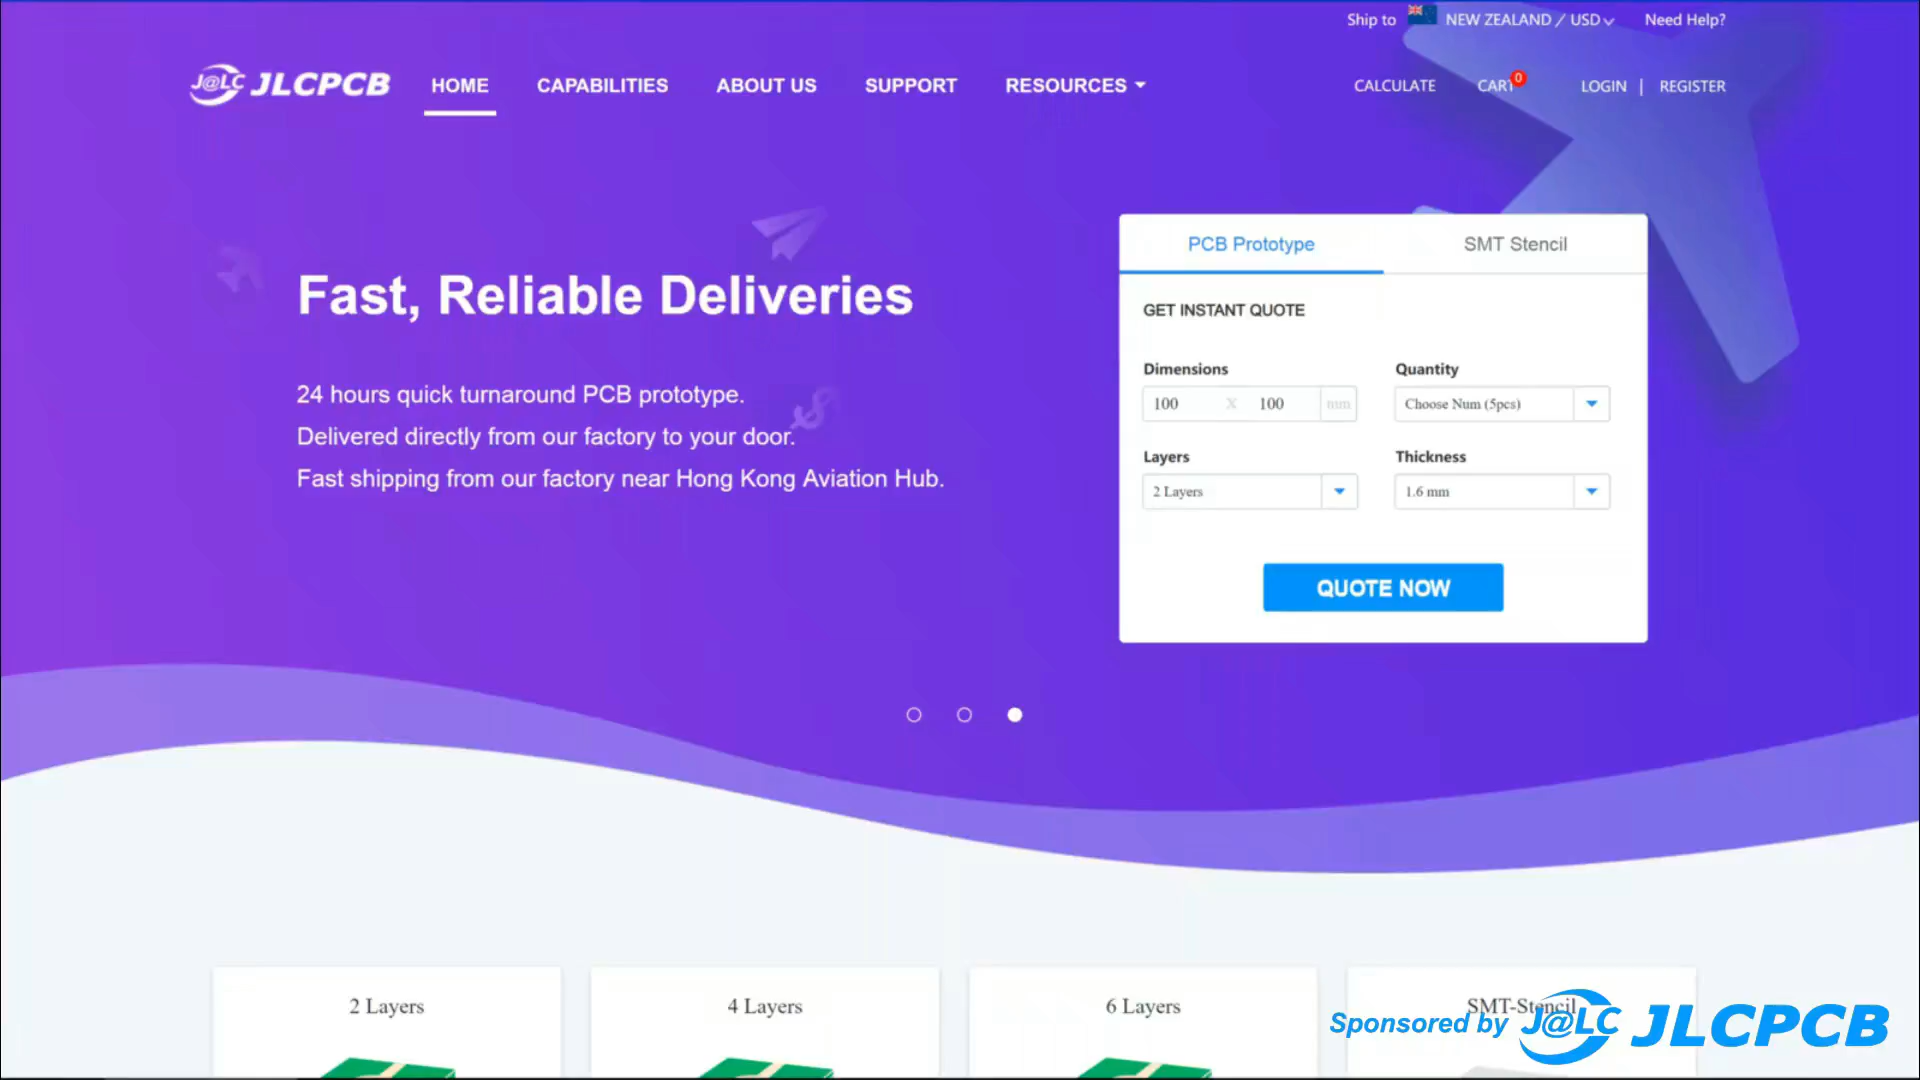 Ship to NEW ZEALAND / USD Need Help?
J@LC JLCPCB HOME CAPABILITIES ABOUT US SUPPORT RESOURCES CALCULATE CART 0 LOGIN | REGISTER
Fast, Reliable Deliveries
24 hours quick turnaround PCB prototype.
Delivered directly from our factory to your door.
Fast shipping from our factory near Hong Kong Aviation Hub.
PCB Prototype SMT Stencil
GET INSTANT QUOTE
Dimensions Quantity
100 X 100 mm Choose Num (5pcs)
Layers Thickness
2 Layers 1.6 mm
QUOTE NOW
2 Layers 4 Layers 6 Layers SMT-Stencil
Sponsored by J@LC JLCPCB